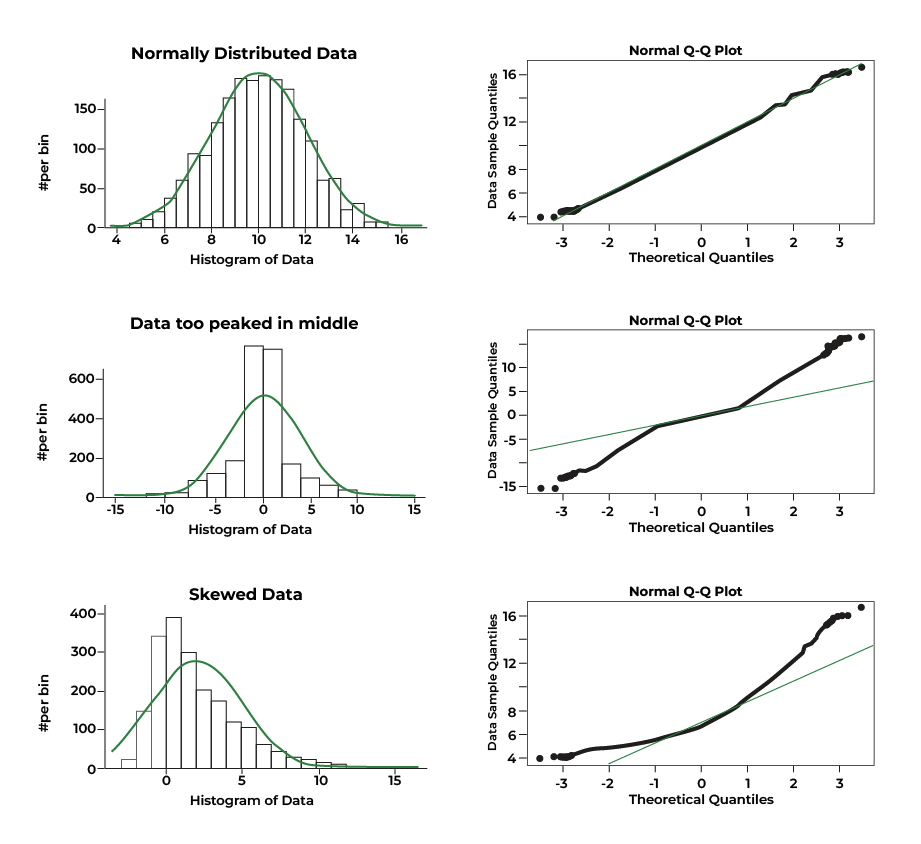 Normally Distributed Data
#per bin
150
100
50
0
4 6 8 10 12 14 16
Histogram of Data
Normal Q-Q Plot
Data Sample Quantiles
16
12
8
6
4
-3 -2 -1 0 1 2 3
Theoretical Quantiles
Data too peaked in middle
#per bin
600
400
200
0
-15 -10 -5 0 5 10 15
Histogram of Data
Normal Q-Q Plot
Data Sample Quantiles
10
5
0
-5
-15
-3 -2 -1 0 1 2 3
Theoretical Quantiles
Skewed Data
#per bin
400
300
200
100
0
0 5 10 15
Histogram of Data
Normal Q-Q Plot
Data Sample Quantiles
16
12
8
6
4
-3 -2 -1 0 1 2 3
Theoretical Quantiles